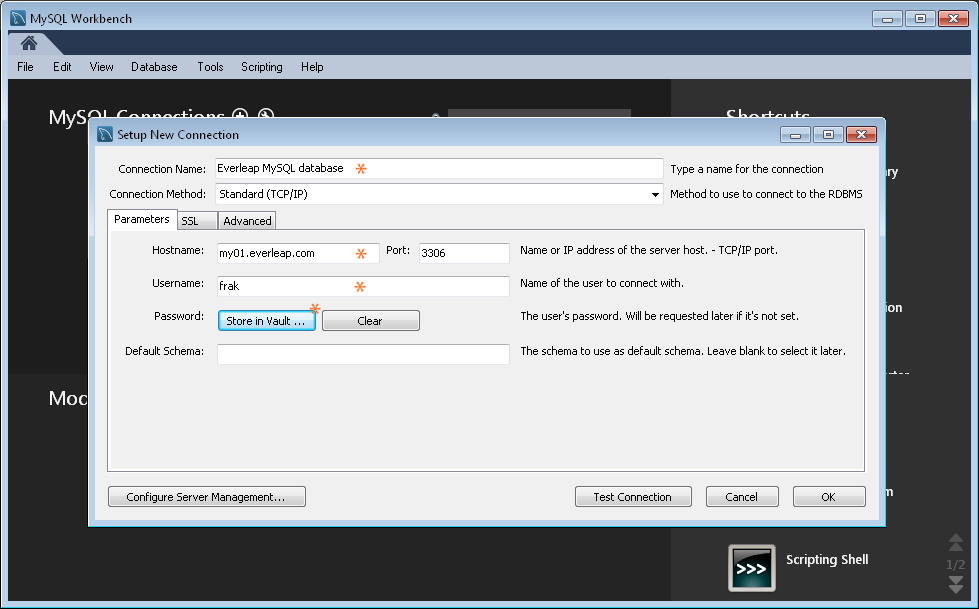 MySQL Workbench
File Edit View Database Tools Scripting Help
MySQL Connections
Shortcuts
Setup New Connection
Connection Name: Everleap MySQL database * Type a name for the connection
Connection Method: Standard (TCP/IP) Method to use to connect to the RDBMS
Parameters SSL Advanced
Hostname: my01.everleap.com * Port: 3306 Name or IP address of the server host. - TCP/IP port.
Username: frak * Name of the user to connect with.
Password: Store in Vault ... * Clear The user's password. Will be requested later if it's not set.
Default Schema: The schema to use as default schema. Leave blank to select it later.
Configure Server Management... Test Connection Cancel OK
>>> Scripting Shell
1/2